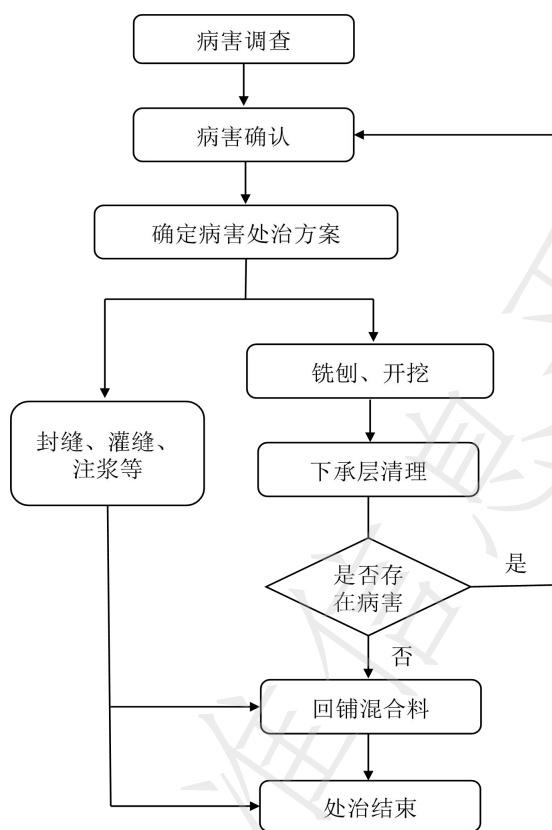 病害调查
病害确认
确定病害处治方案
铣刨、开挖
封缝、灌缝、
注浆等
下承层清理
是否存
在病害
是
否
回铺混合料
处治结束